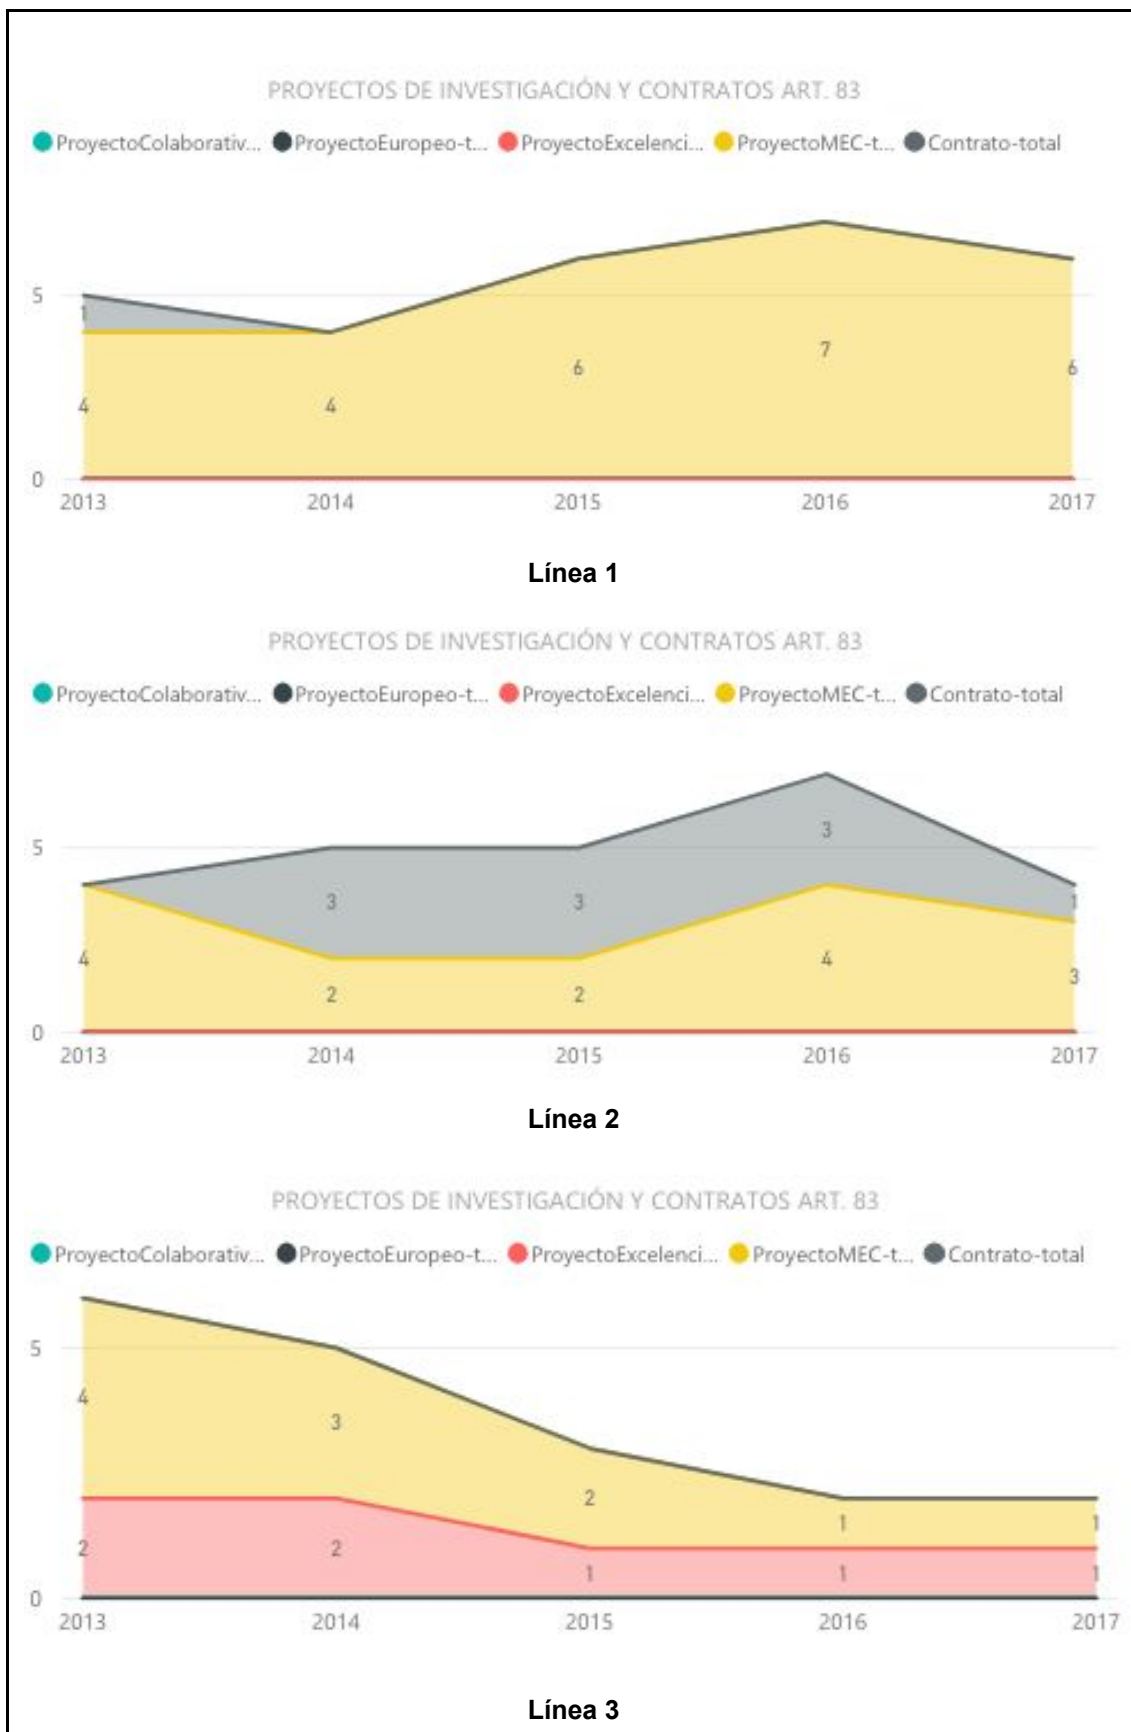 PROYECTOS DE INVESTIGACIÓN Y CONTRATOS ART. 83
ProyectoColaborativ... ProyectoEuropeo-t... ProyectoExcelenci... ProyectoMEC-t... Contrato-total
5
1
4 4 6 7 6
0
2013 2014 2015 2016 2017
Línea 1
PROYECTOS DE INVESTIGACIÓN Y CONTRATOS ART. 83
ProyectoColaborativ... ProyectoEuropeo-t... ProyectoExcelenci... ProyectoMEC-t... Contrato-total
5
3 3 3 1
4 2 2 4 3
0
2013 2014 2015 2016 2017
Línea 2
PROYECTOS DE INVESTIGACIÓN Y CONTRATOS ART. 83
ProyectoColaborativ... ProyectoEuropeo-t... ProyectoExcelenci... ProyectoMEC-t... Contrato-total
5
4 3 2 1 1
2 2 1 1 1
0
2013 2014 2015 2016 2017
Línea 3